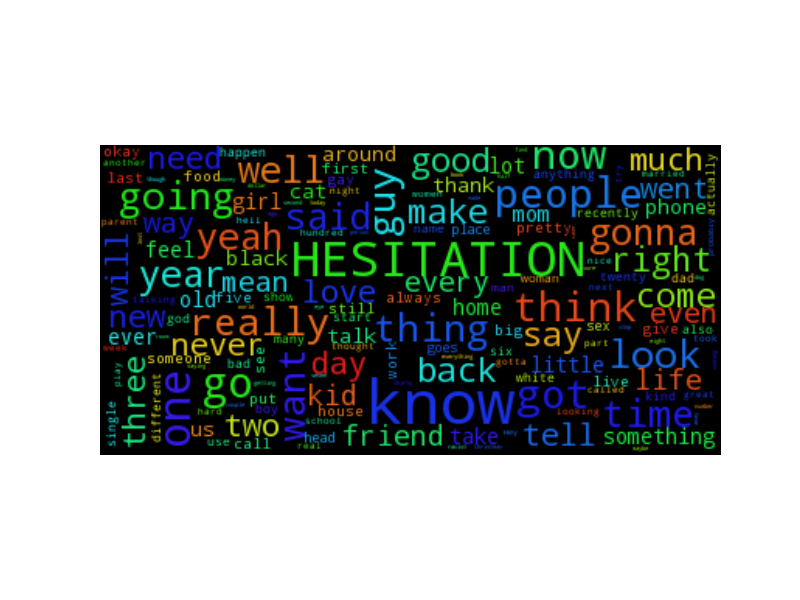 okay need happen around good lot now much
another well first anything married
last food guy thank people went actually
going girl cat gay night make mom recently phone
parent way said women name place pretty gonna probably
will yeah hell hundred
feel black HESITATION right
year mean every nice
old five love man woman twenty dad come
talking show always home think next
new god really still thing big say sex give even also
ever start talk part
week never many thought goes six look
someone see day work everything gotta little
play bad back white live great
three different go want kid know got called life
single one put boy house looking time kind
hard us two school
use call real head friend take tell something